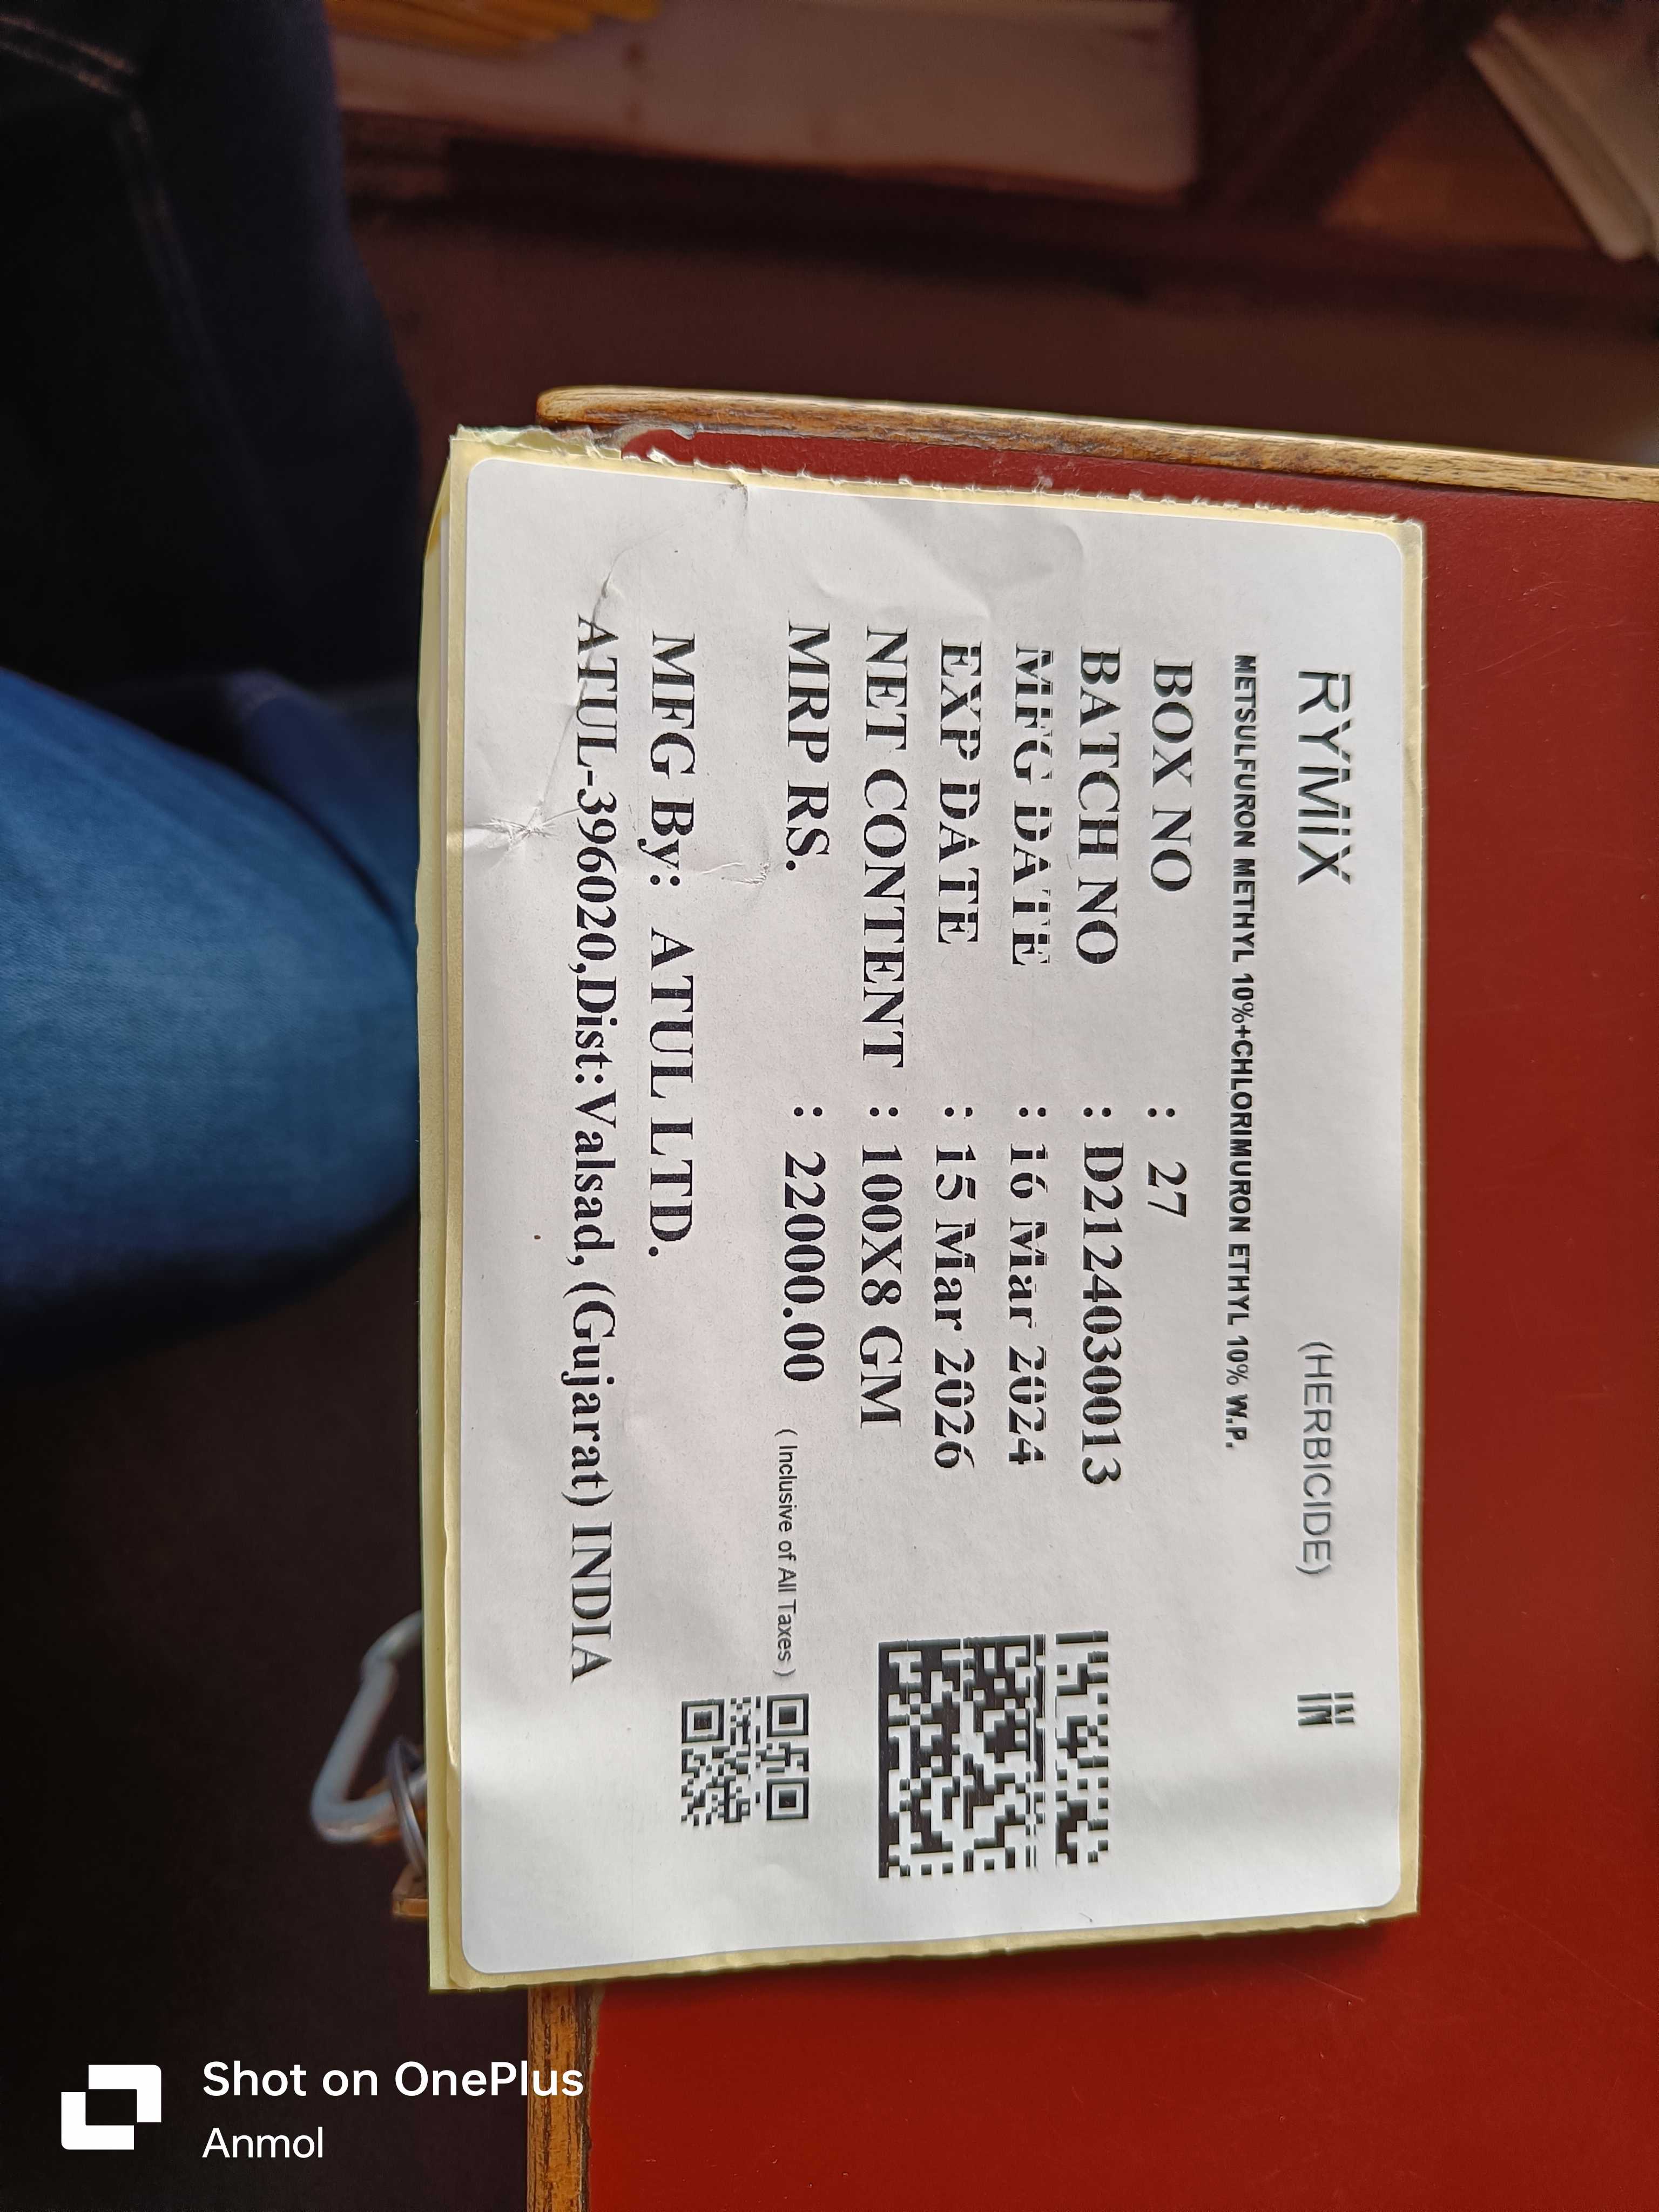 RYMIX (HERBICIDE) IN
METSULFURON METHYL 10%+CHLORIMURON ETHYL 10% W.P.
BOX NO : 27
BATCH NO : D212403O013
MFG DATE : 16 Mar 2024
EXP DATE : 15 Mar 2026
NET CONTENT : 100X8 GM
MRP RS. : 22000.00 ( Inclusive of All Taxes )
MFG By: ATUL LTD.
ATUL-396020,Dist:Valsad, (Gujarat) INDIA
Shot on OnePlus
Anmol